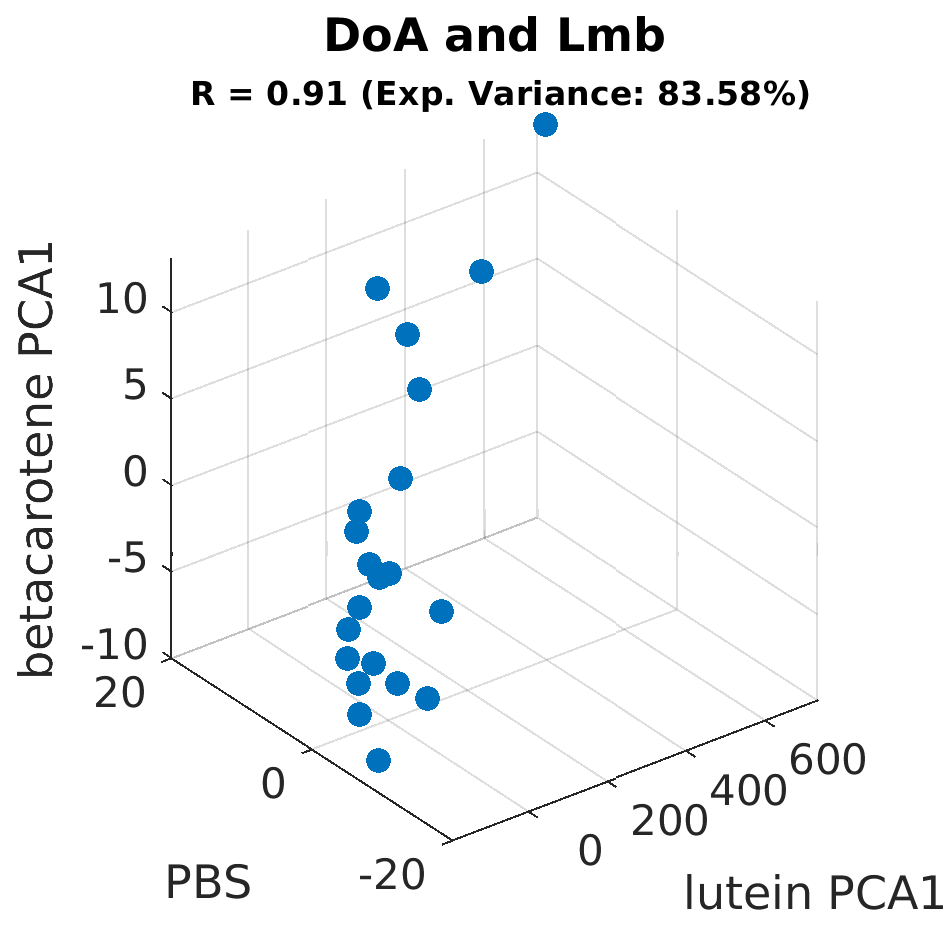 DoA and Lmb
R = 0.91 (Exp. Variance: 83.58%)
betacarotene PCA1
10
5
0
-5
-10
20
0
-20
PBS
0
200
400
600
lutein PCA1